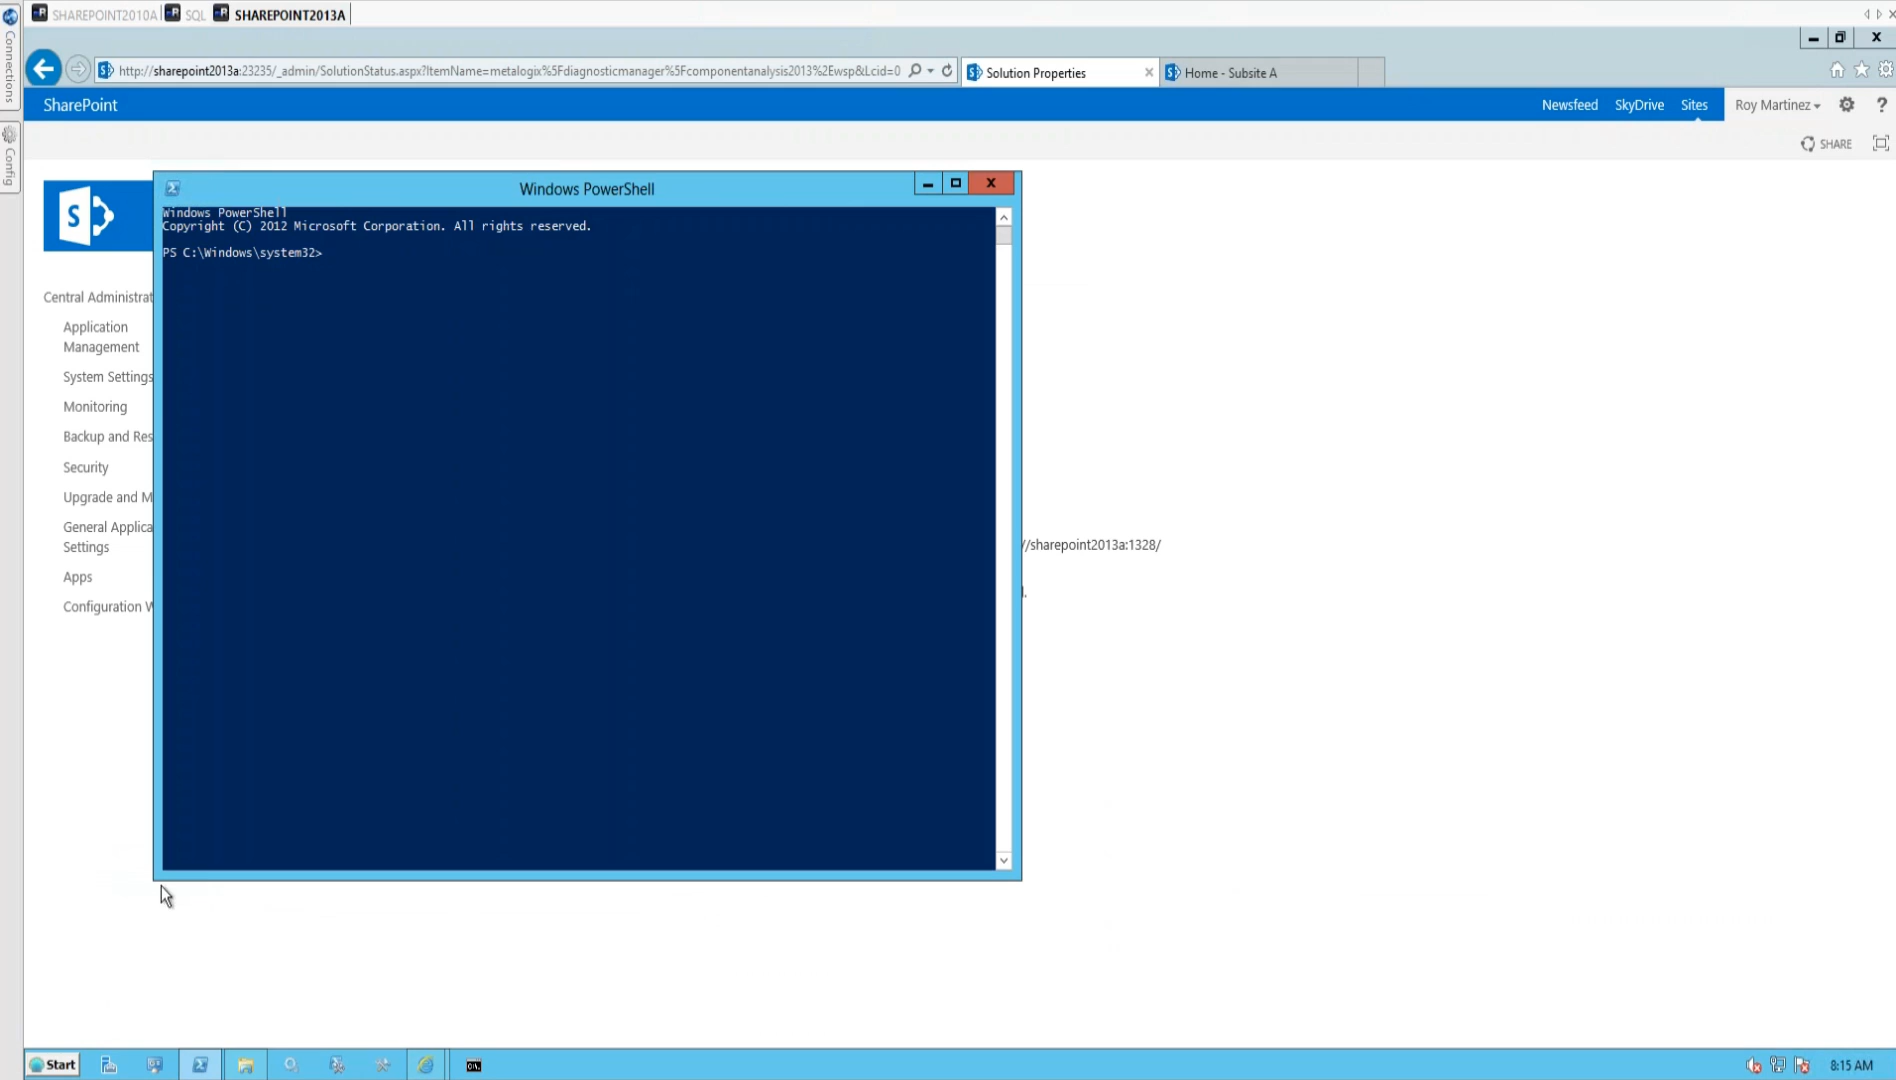 SHAREPOINT2010A SQL SHAREPOINT2013A
Connections
Config
http://sharepoint2013a:23235/_admin/SolutionStatus.aspx?ItemName=metalogix%5Fdiagnosticmanager%5Fcomponentanalysis2013%2Ewsp&Lcid=0
Solution Properties
Home - Subsite A
SharePoint
Newsfeed SkyDrive Sites Roy Martinez ?
SHARE
S
Windows PowerShell
Windows PowerShell
Copyright (C) 2012 Microsoft Corporation. All rights reserved.
PS C:\Windows\system32>
Central Administrat
Application
Management
System Settings
Monitoring
Backup and Res
Security
Upgrade and M
General Applica
Settings
Apps
Configuration W
//sharepoint2013a:1328/
Start
8:15 AM